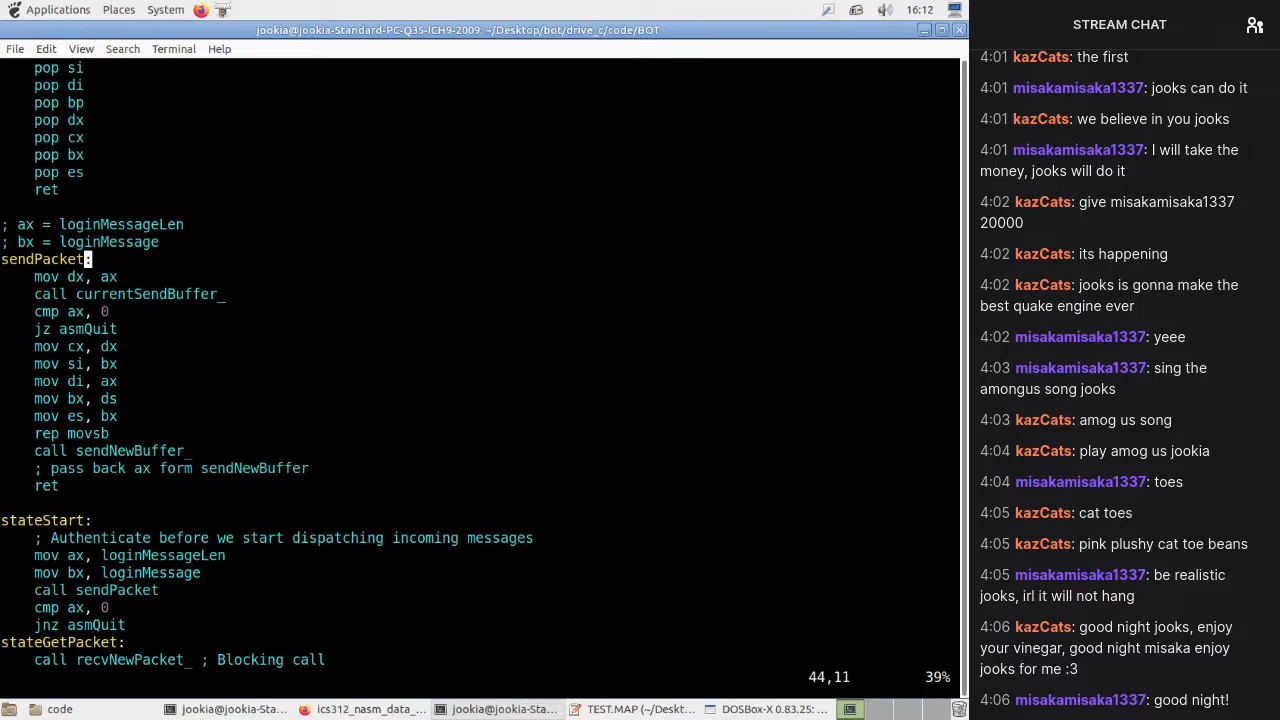 Applications Places System 16:12
jookia@jookia-Standard-PC-Q35-ICH9-2009: ~/Desktop/bot/drive_c/code/BOT
File Edit View Search Terminal Help
pop si
pop di
pop bp
pop dx
pop cx
pop bx
pop es
ret
; ax = loginMessageLen
; bx = loginMessage
sendPacket:
mov dx, ax
call currentSendBuffer_
cmp ax, 0
jz asmQuit
mov cx, dx
mov si, bx
mov di, ax
mov bx, ds
mov es, bx
rep movsb
call sendNewBuffer_
; pass back ax form sendNewBuffer
ret
stateStart:
; Authenticate before we start dispatching incoming messages
mov ax, loginMessageLen
mov bx, loginMessage
call sendPacket
cmp ax, 0
jnz asmQuit
stateGetPacket:
call recvNewPacket_ ; Blocking call
44,11 39%
code jookia@jookia-Sta... ics312_nasm_data_... jookia@jookia-Sta... TEST.MAP (~/Deskt... DOSBox-X 0.83.25: ...
STREAM CHAT
4:01 kazCats: the first
4:01 misakamisaka1337: jooks can do it
4:01 kazCats: we believe in you jooks
4:01 misakamisaka1337: I will take the
money, jooks will do it
4:02 kazCats: give misakamisaka1337
20000
4:02 kazCats: its happening
4:02 kazCats: jooks is gonna make the
best quake engine ever
4:02 misakamisaka1337: yeee
4:03 misakamisaka1337: sing the
amongus song jooks
4:03 kazCats: amog us song
4:04 kazCats: play amog us jookia
4:04 misakamisaka1337: toes
4:05 kazCats: cat toes
4:05 kazCats: pink plushy cat toe beans
4:05 misakamisaka1337: be realistic
jooks, irl it will not hang
4:06 kazCats: good night jooks, enjoy
your vinegar, good night misaka enjoy
jooks for me :3
4:06 misakamisaka1337: good night!